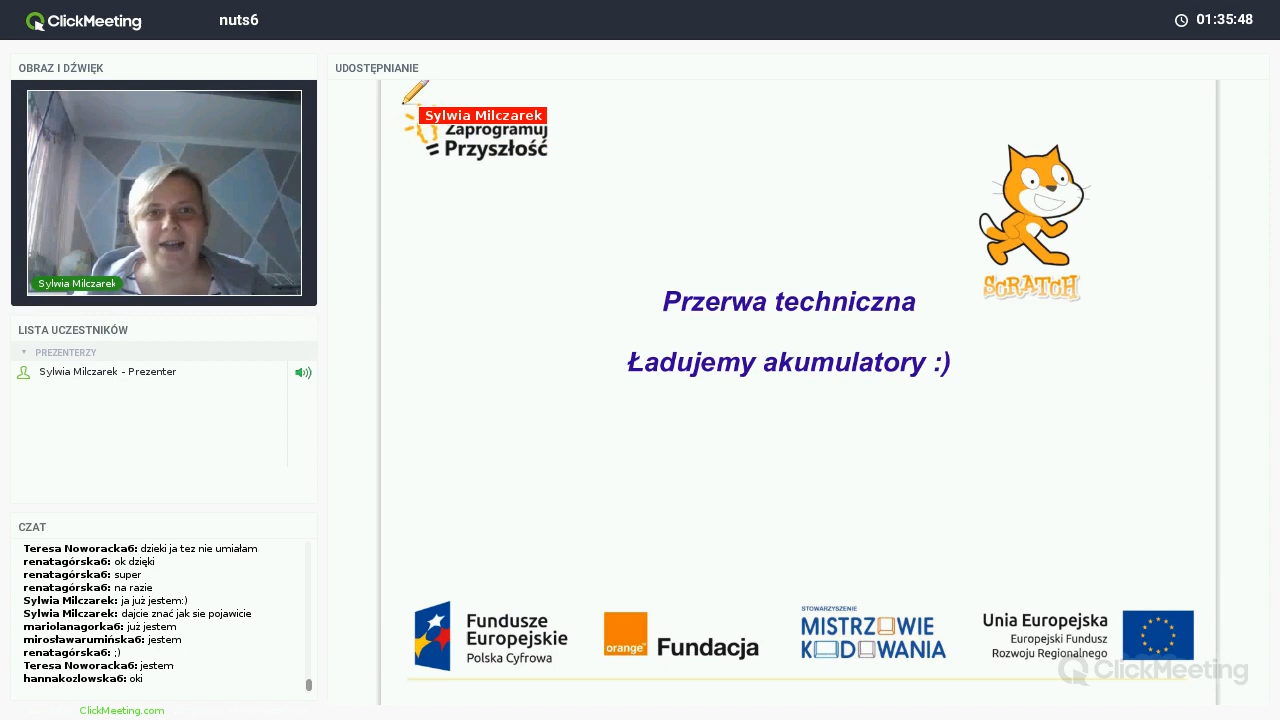 ClickMeeting
nuts6
01:35:48
OBRAZ I DŹWIĘK
Sylwia Milczarek
LISTA UCZESTNIKÓW
PREZENTERZY
Sylwia Milczarek - Prezenter
CZAT
Teresa Noworacka6: dzieki ja tez nie umiałam
renatagórska6: ok dzięki
renatagórska6: super
renatagórska6: na razie
Sylwia Milczarek: ja już jestem:)
Sylwia Milczarek: dajcie znać jak sie pojawicie
mariolanagorka6: już jestem
mirosławarumińska6: jestem
renatagórska6: ;)
Teresa Noworacka6: jestem
hannakozlowska6: oki
ClickMeeting.com
UDOSTĘPNIANIE
Sylwia Milczarek
Zaprogramuj
Przyszłość
SCRATCH
Przerwa techniczna
Ładujemy akumulatory :)
Fundusze
Europejskie
Polska Cyfrowa
orange
Fundacja
STOWARZYSZENIE
MISTRZOWIE
KODOWANIA
Unia Europejska
Europejski Fundusz
Rozwoju Regionalnego
ClickMeeting